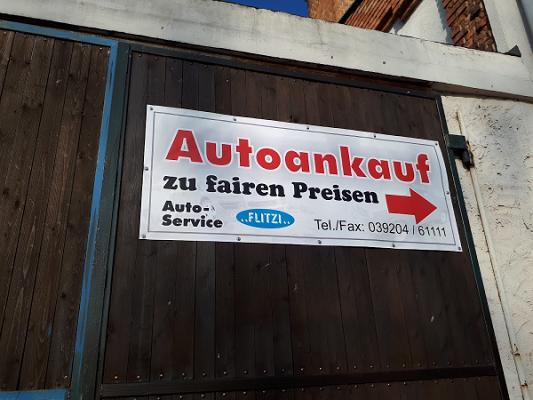 Autoankauf
zu fairen Preisen
Auto-
Service
..FLITZI..
Tel./Fax: 039204 / 61111